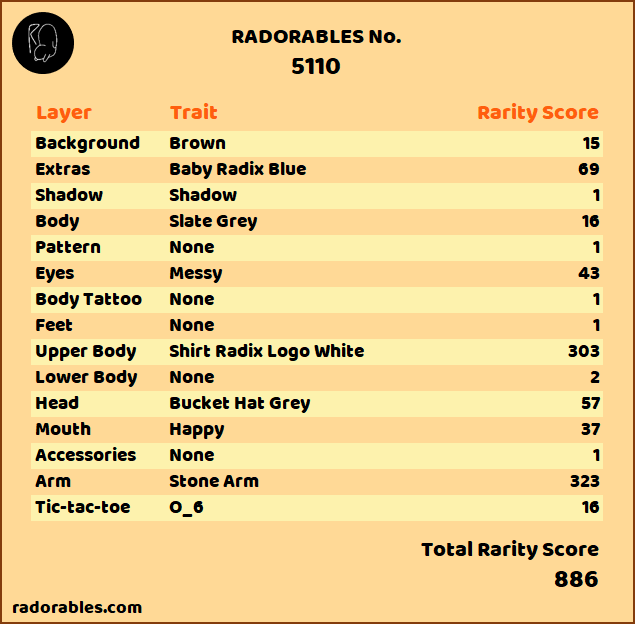 RADORABLES No.
5110
Layer Trait Rarity Score
Background Brown 15
Extras Baby Radix Blue 69
Shadow Shadow 1
Body Slate Grey 16
Pattern None 1
Eyes Messy 43
Body Tattoo None 1
Feet None 1
Upper Body Shirt Radix Logo White 303
Lower Body None 2
Head Bucket Hat Grey 57
Mouth Happy 37
Accessories None 1
Arm Stone Arm 323
Tic-tac-toe O_6 16
Total Rarity Score
886
radorables.com